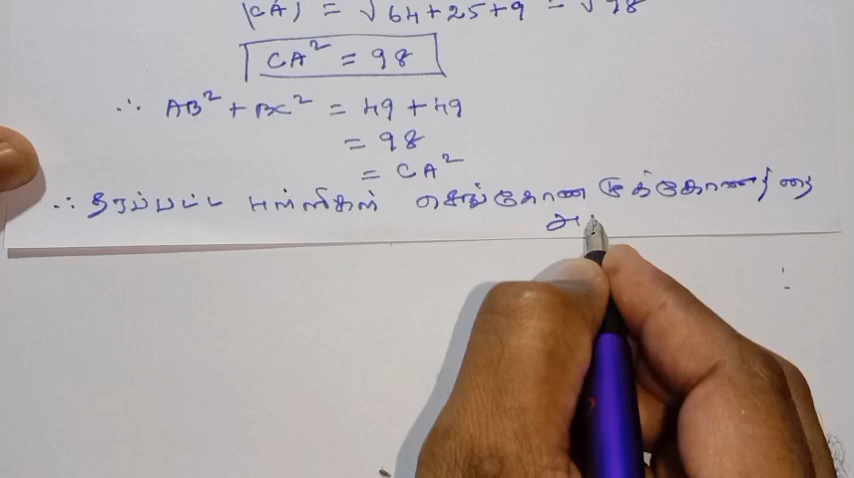 |CA| = √64+25+9 = √98
CA² = 98
∴ AB² + BC² = 49 + 49
= 98
= CA²
∴ தரப்பட்ட புள்ளிகள் செங்கோண முக்கோணத்தை
அ